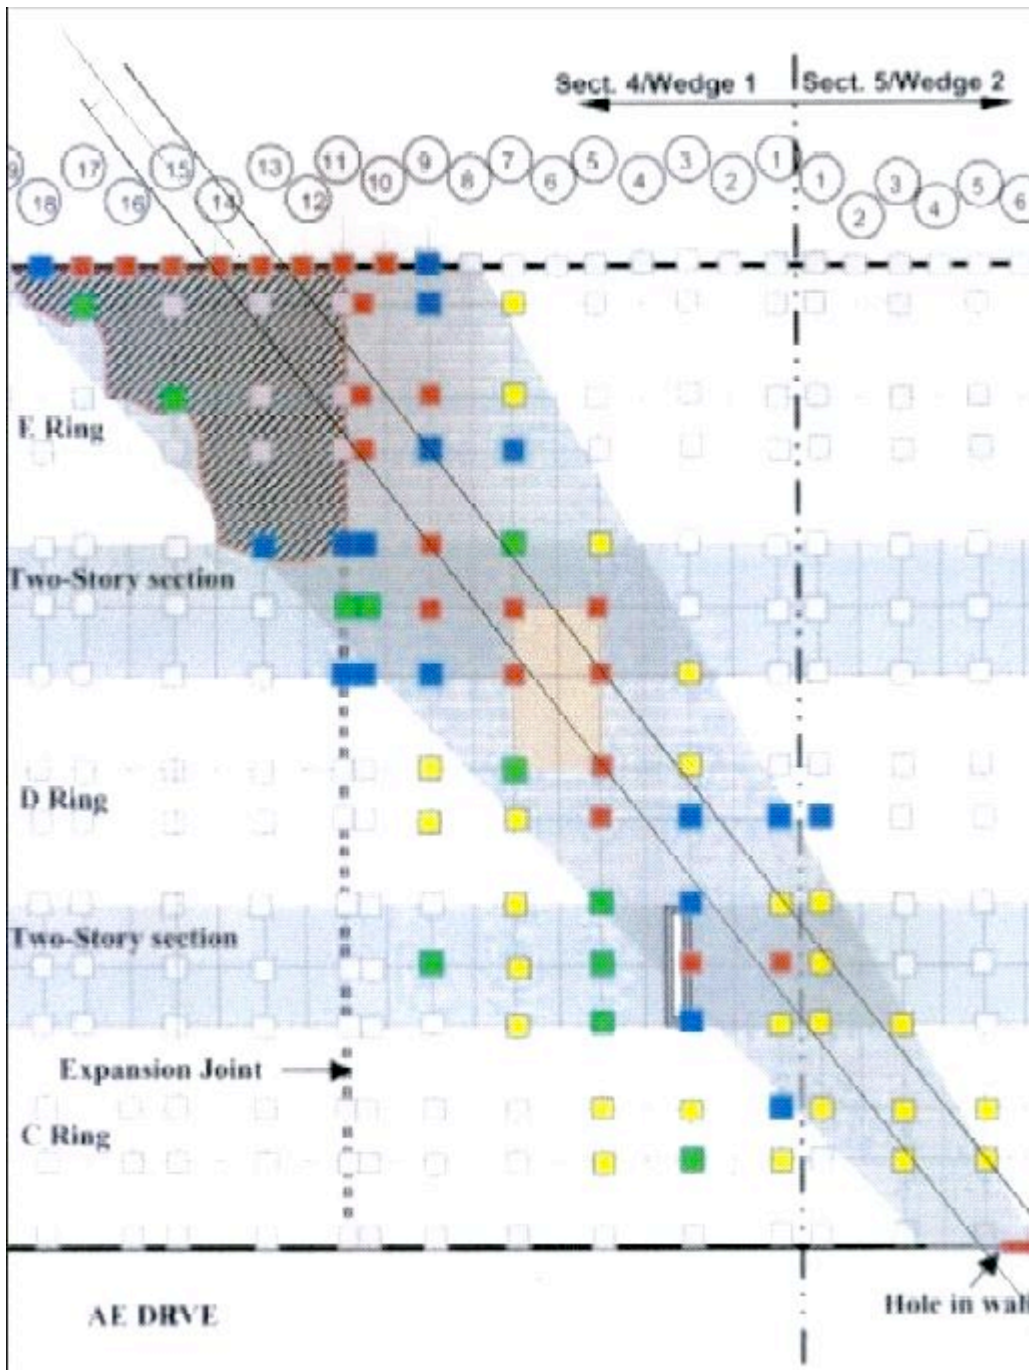 Sect. 4/Wedge 1 Sect. 5/Wedge 2
9 18 17 16 15 14 13 12 11 10 9 8 7 6 5 4 3 2 1 1 2 3 4 5 6
E Ring
Two-Story section
D Ring
Two-Story section
Expansion Joint
C Ring
Hole in wall
AE DRVE